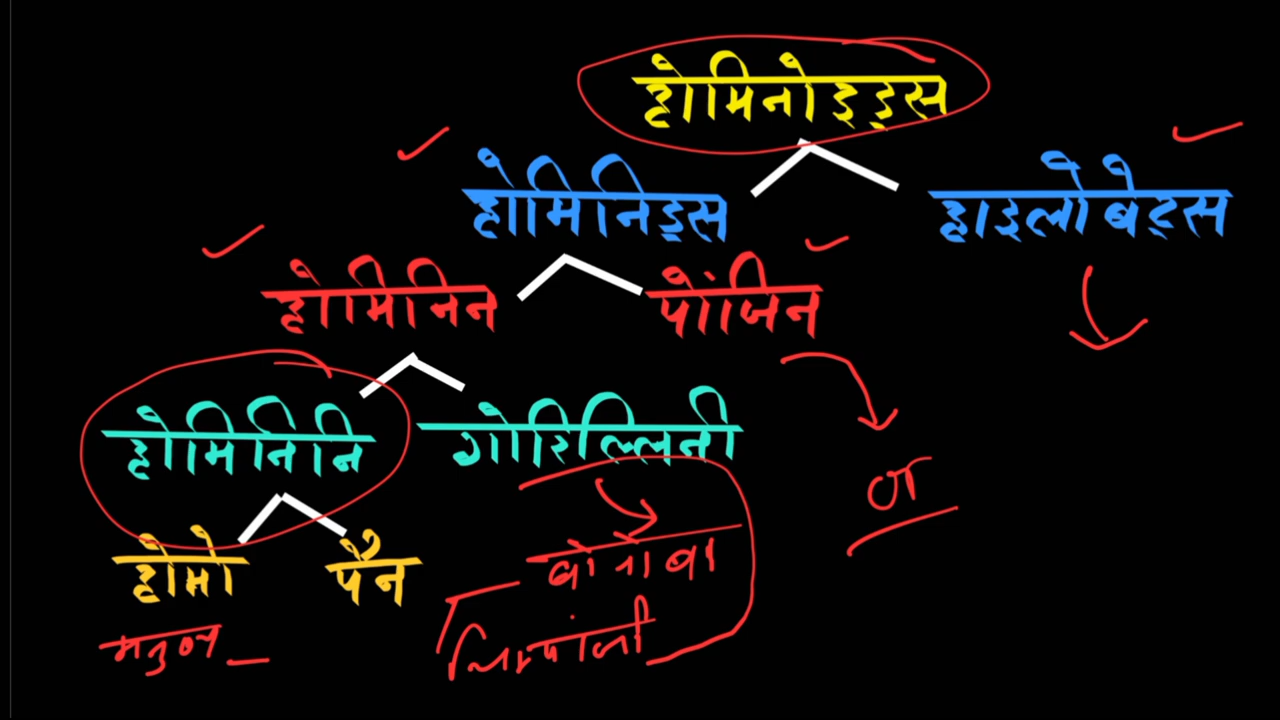 होमिनोइड्स
होमिनिड्स हाइलोबेट्स
होमिनिन पोंजिन
होमिनिनि गोरिल्लिनी
होमो पैन
बोनोबा
मनुष्य